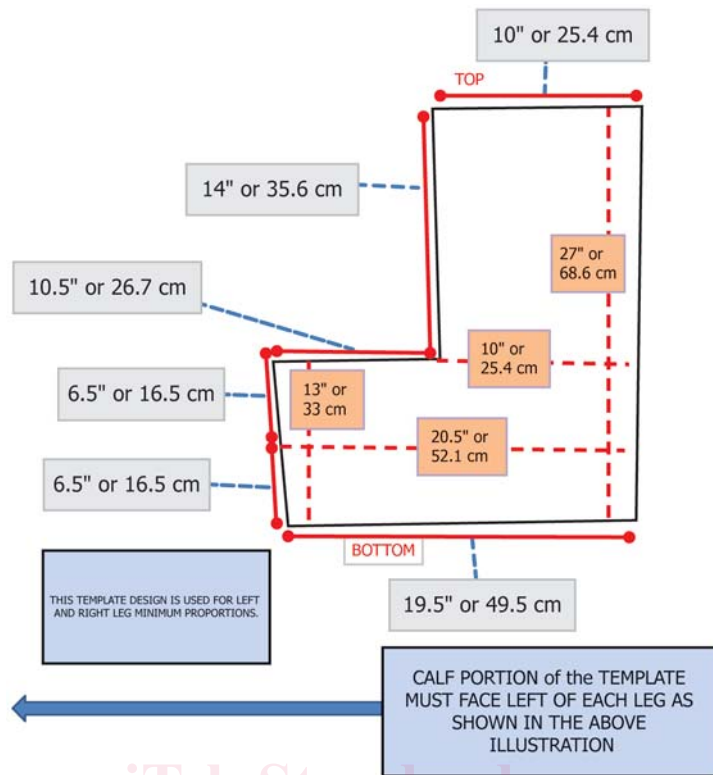 10" or 25.4 cm
TOP
14" or 35.6 cm
27" or
68.6 cm
10.5" or 26.7 cm
10" or
25.4 cm
6.5" or 16.5 cm
13" or
33 cm
20.5" or
52.1 cm
6.5" or 16.5 cm
BOTTOM
19.5" or 49.5 cm
THIS TEMPLATE DESIGN IS USED FOR LEFT
AND RIGHT LEG MINIMUM PROPORTIONS.
CALF PORTION of the TEMPLATE
MUST FACE LEFT OF EACH LEG AS
SHOWN IN THE ABOVE
ILLUSTRATION